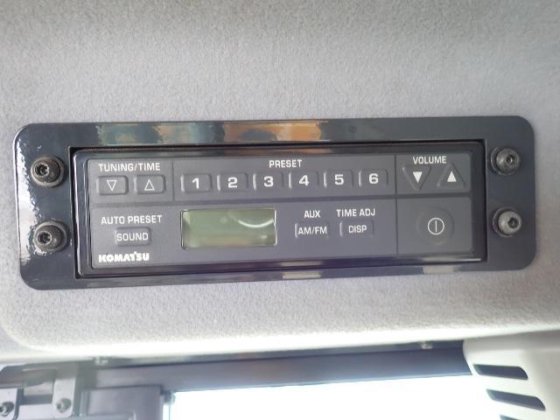 TUNING/TIME PRESET VOLUME
1 2 3 4 5 6
AUTO PRESET AUX TIME ADJ
SOUND AM/FM DISP
KOMATSU